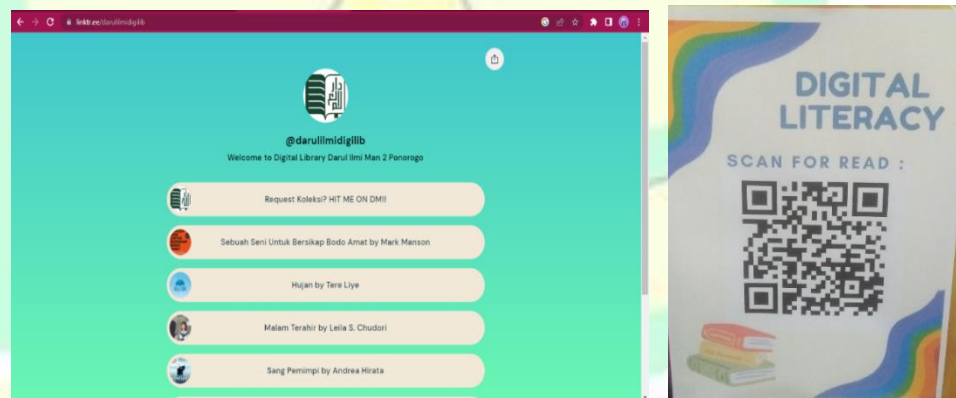 linktr.ee/darulilmidigilib
@darulilmidigilib
Welcome to Digital Library Darul Ilmi Man 2 Ponorogo
Request Koleksi? HIT ME ON DM!!
Sebuah Seni Untuk Bersikap Bodo Amat by Mark Manson
Hujan by Tere Liye
Malam Terahir by Leila S. Chudori
Sang Pemimpi by Andrea Hirata
DIGITAL
LITERACY
SCAN FOR READ :